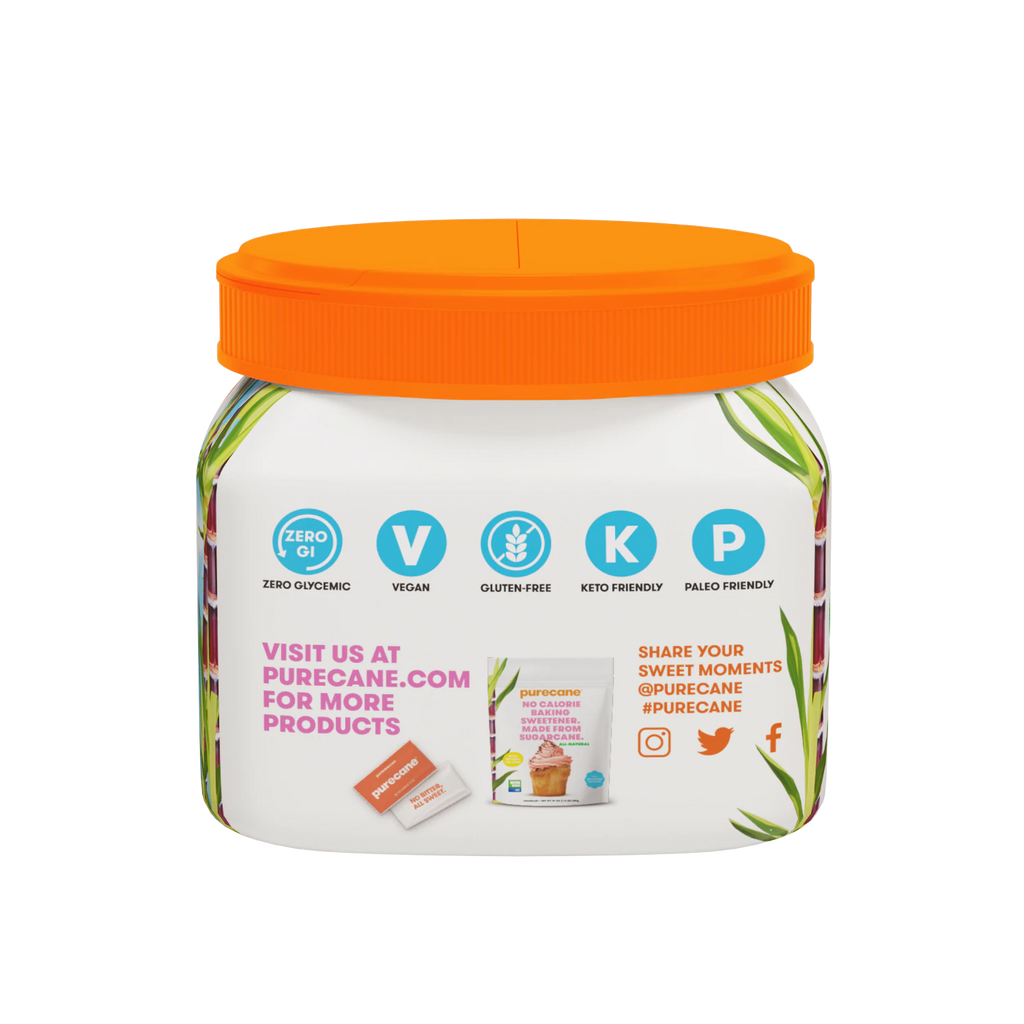 ZERO
GI
ZERO GLYCEMIC
V
VEGAN
GLUTEN-FREE
K
KETO FRIENDLY
P
PALEO FRIENDLY
VISIT US AT
PURECANE.COM
FOR MORE
PRODUCTS
purecane
NO BITTER,
ALL SWEET.
purecane
NO CALORIE
BAKING
SWEETENER.
MADE FROM
SUGARCANE.
ALL-NATURAL
SHARE YOUR
SWEET MOMENTS
@PURECANE
#PURECANE